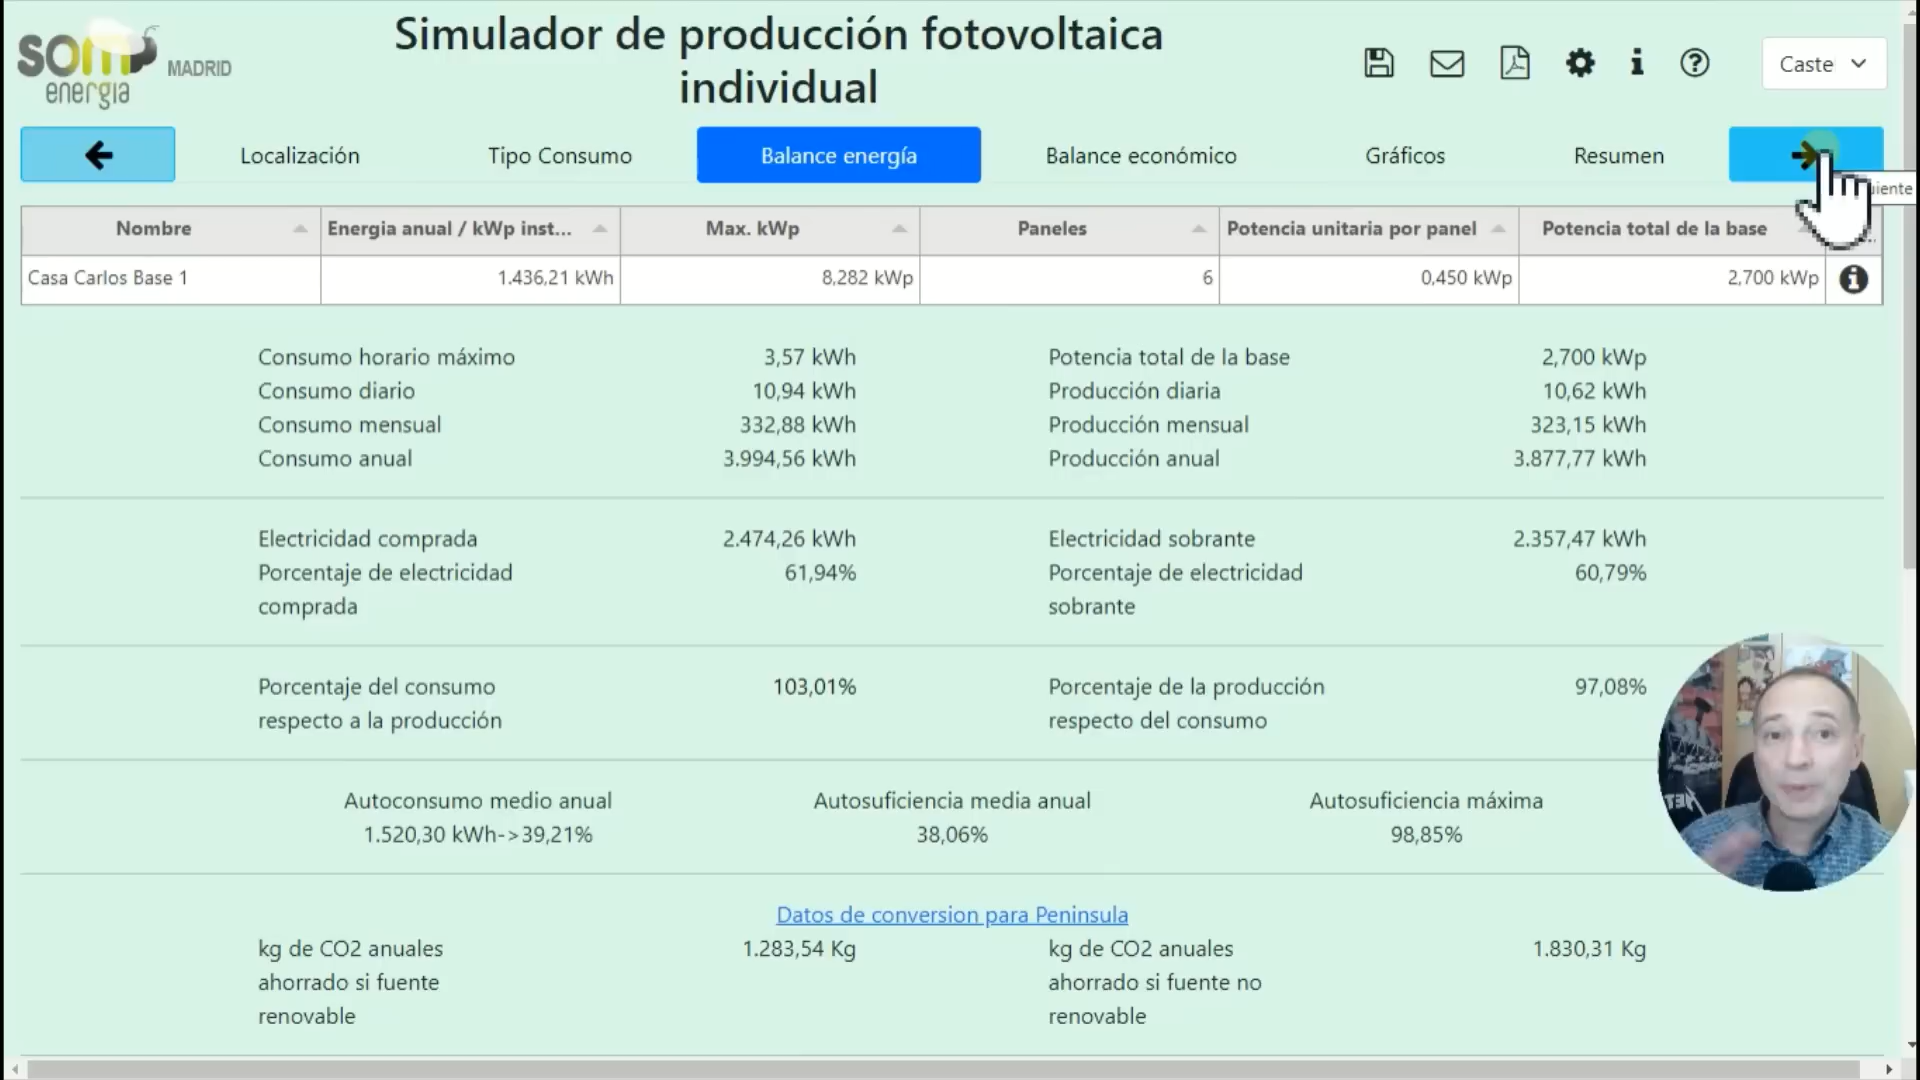 Simulador de producción fotovoltaica
individual
som
energia
MADRID
Caste
Localización
Tipo Consumo
Balance energía
Balance económico
Gráficos
Resumen
Nombre
Energia anual / kWp inst...
Max. kWp
Paneles
Potencia unitaria por panel
Potencia total de la base
Casa Carlos Base 1
1.436,21 kWh
8,282 kWp
6
0,450 kWp
2,700 kWp
Consumo horario máximo 3,57 kWh
Consumo diario 10,94 kWh
Consumo mensual 332,88 kWh
Consumo anual 3.994,56 kWh
Potencia total de la base 2,700 kWp
Producción diaria 10,62 kWh
Producción mensual 323,15 kWh
Producción anual 3.877,77 kWh
Electricidad comprada 2.474,26 kWh
Porcentaje de electricidad 61,94%
comprada
Electricidad sobrante 2.357,47 kWh
Porcentaje de electricidad 60,79%
sobrante
Porcentaje del consumo 103,01%
respecto a la producción
Porcentaje de la producción 97,08%
respecto del consumo
Autoconsumo medio anual
1.520,30 kWh->39,21%
Autosuficiencia media anual
38,06%
Autosuficiencia máxima
98,85%
Datos de conversion para Peninsula
kg de CO2 anuales 1.283,54 Kg
ahorrado si fuente
renovable
kg de CO2 anuales 1.830,31 Kg
ahorrado si fuente no
renovable